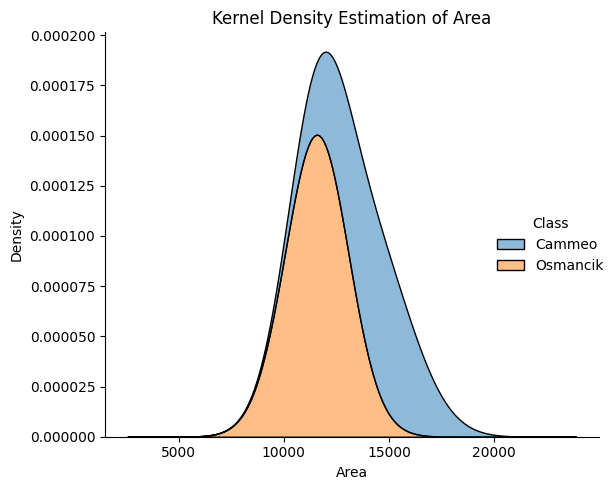 Kernel Density Estimation of Area
0.000200
0.000175
0.000150
0.000125
0.000100
0.000075
0.000050
0.000025
0.000000
Density
5000 10000 15000 20000
Area
Class
Cammeo
Osmancik